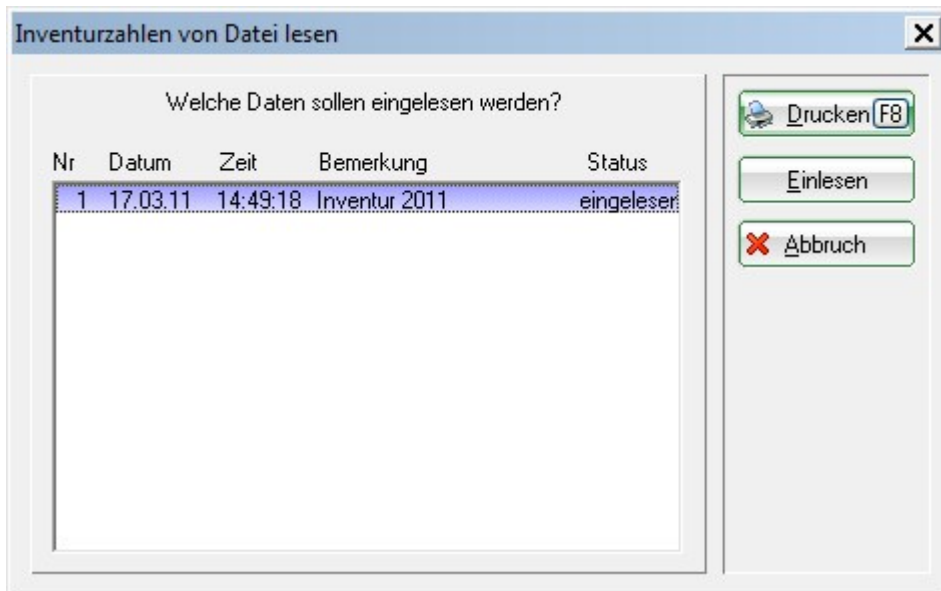 Inventurzahlen von Datei lesen
Welche Daten sollen eingelesen werden?
Nr Datum Zeit Bemerkung Status
1 17.03.11 14:49:18 Inventur 2011 eingelesen
Drucken F8
Einlesen
Abbruch